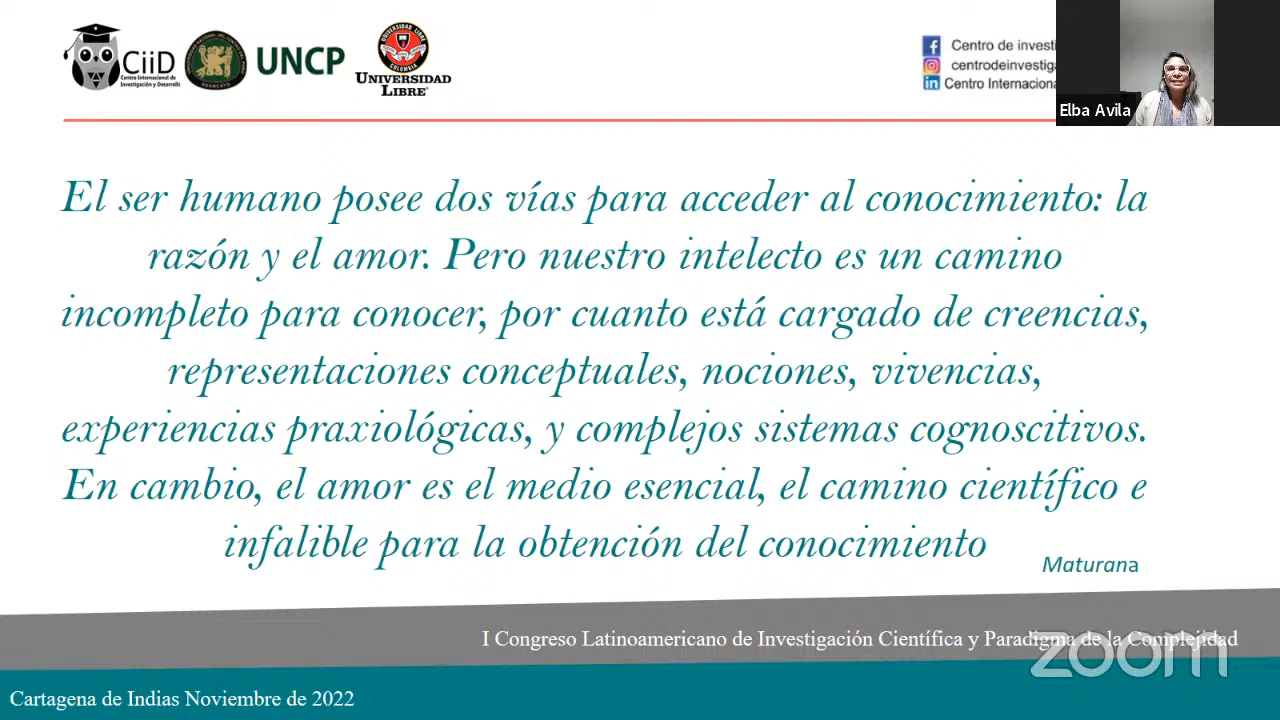 CiiD
Centro Internacional de
Investigación y Desarrollo
UNCP
UNIVERSIDAD LIBRE
COLOMBIA
UNIVERSIDAD
LIBRE
Centro de investi
centrodeinvestiga
Centro Internaciona
Elba Avila
El ser humano posee dos vías para acceder al conocimiento: la
razón y el amor. Pero nuestro intelecto es un camino
incompleto para conocer, por cuanto está cargado de creencias,
representaciones conceptuales, nociones, vivencias,
experiencias praxiológicas, y complejos sistemas cognoscitivos.
En cambio, el amor es el medio esencial, el camino científico e
infalible para la obtención del conocimiento
Maturana
I Congreso Latinoamericano de Investigación Científica y Paradigma de la Complejidad
zoom
Cartagena de Indias Noviembre de 2022